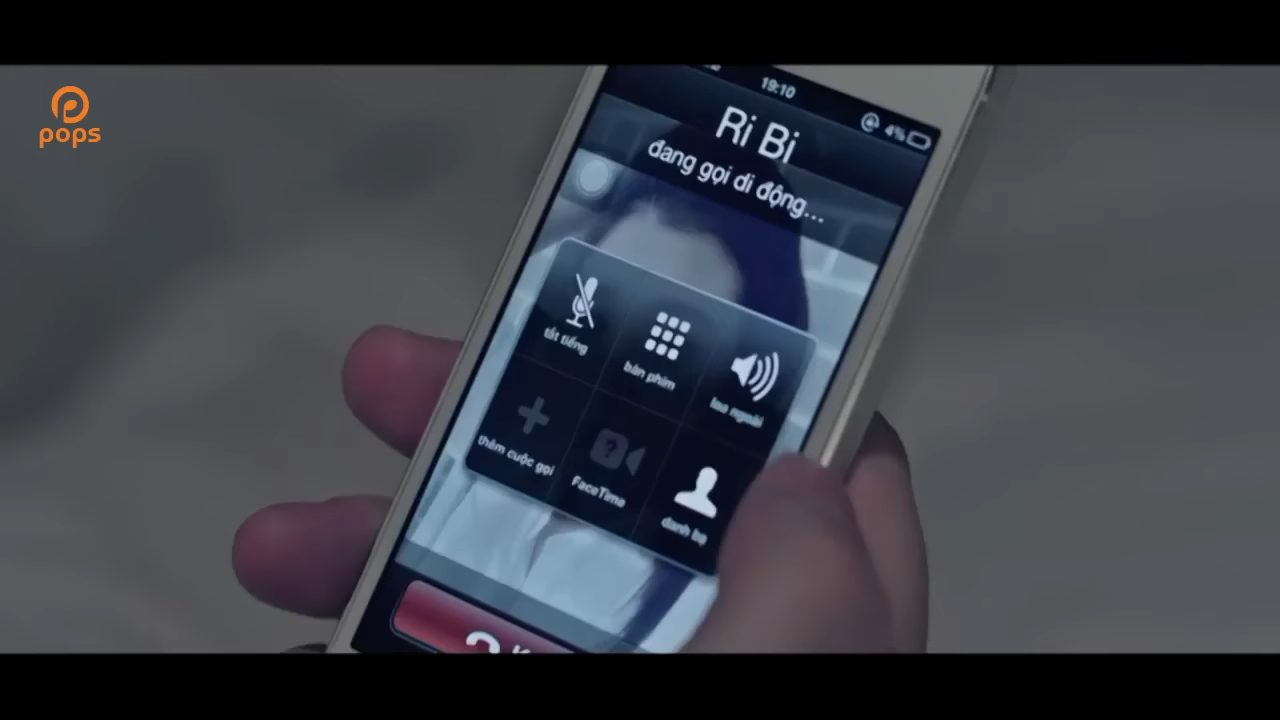 pops
19:10
4%
Ri Bi
đang gọi di động...
tắt tiếng
bàn phím
loa ngoài
thêm cuộc gọi
FaceTime
danh bạ